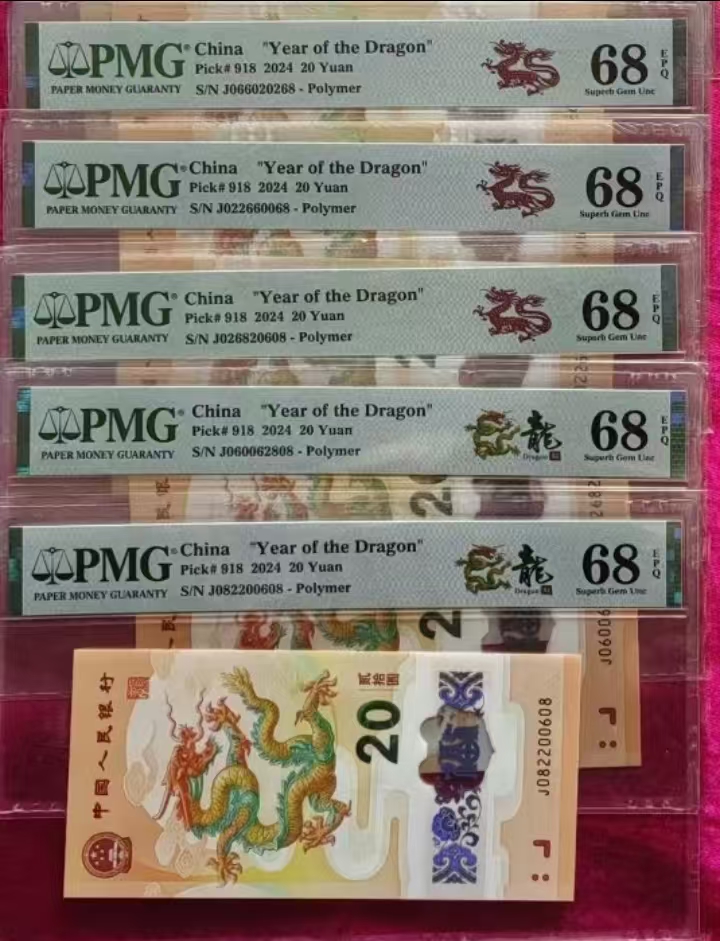 PMG® China "Year of the Dragon" 68 EPQ
Pick# 918 2024 20 Yuan
PAPER MONEY GUARANTY S/N J066020268 - Polymer Superb Gem Unc
PMG® China "Year of the Dragon" 68 EPQ
Pick# 918 2024 20 Yuan
PAPER MONEY GUARANTY S/N J022660068 - Polymer Superb Gem Unc
PMG® China "Year of the Dragon" 68 EPQ
Pick# 918 2024 20 Yuan
PAPER MONEY GUARANTY S/N J026820608 - Polymer Superb Gem Unc
PMG® China "Year of the Dragon" 龍 68 EPQ
Pick# 918 2024 20 Yuan
PAPER MONEY GUARANTY S/N J060062808 - Polymer Dragon Superb Gem Unc
PMG® China "Year of the Dragon" 龍 68 EPQ
Pick# 918 2024 20 Yuan
PAPER MONEY GUARANTY S/N J082200608 - Polymer Dragon Superb Gem Unc
20
J06006
中国人民银行
贰拾圆
20
J082200608